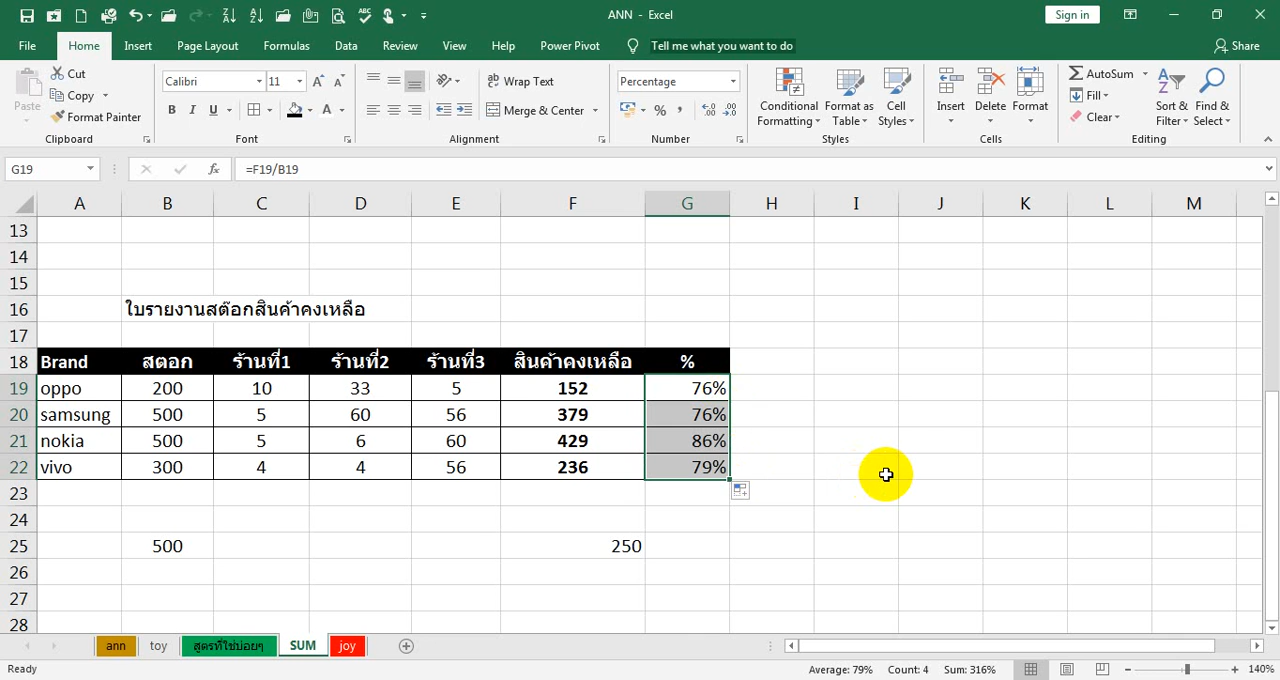 ANN - Excel
Sign in
File Home Insert Page Layout Formulas Data Review View Help Power Pivot Tell me what you want to do Share
Paste Cut Copy Format Painter Clipboard
Calibri 11 B I U Font
Wrap Text Merge & Center Alignment
Percentage % Number
Conditional Formatting Format as Table Cell Styles Styles
Insert Delete Format Cells
AutoSum Fill Clear Sort & Filter Find & Select Editing
G19 fx =F19/B19
A B C D E F G H I J K L M
13
14
15
16 ใบรายงานสต๊อกสินค้าคงเหลือ
17
18 Brand สตอก ร้านที่1 ร้านที่2 ร้านที่3 สินค้าคงเหลือ %
19 oppo 200 10 33 5 152 76%
20 samsung 500 5 60 56 379 76%
21 nokia 500 5 6 60 429 86%
22 vivo 300 4 4 56 236 79%
23
24
25 500 250
26
27
28
ann toy สูตรที่ใช้บ่อยๆ SUM joy
Ready Average: 79% Count: 4 Sum: 316% 140%